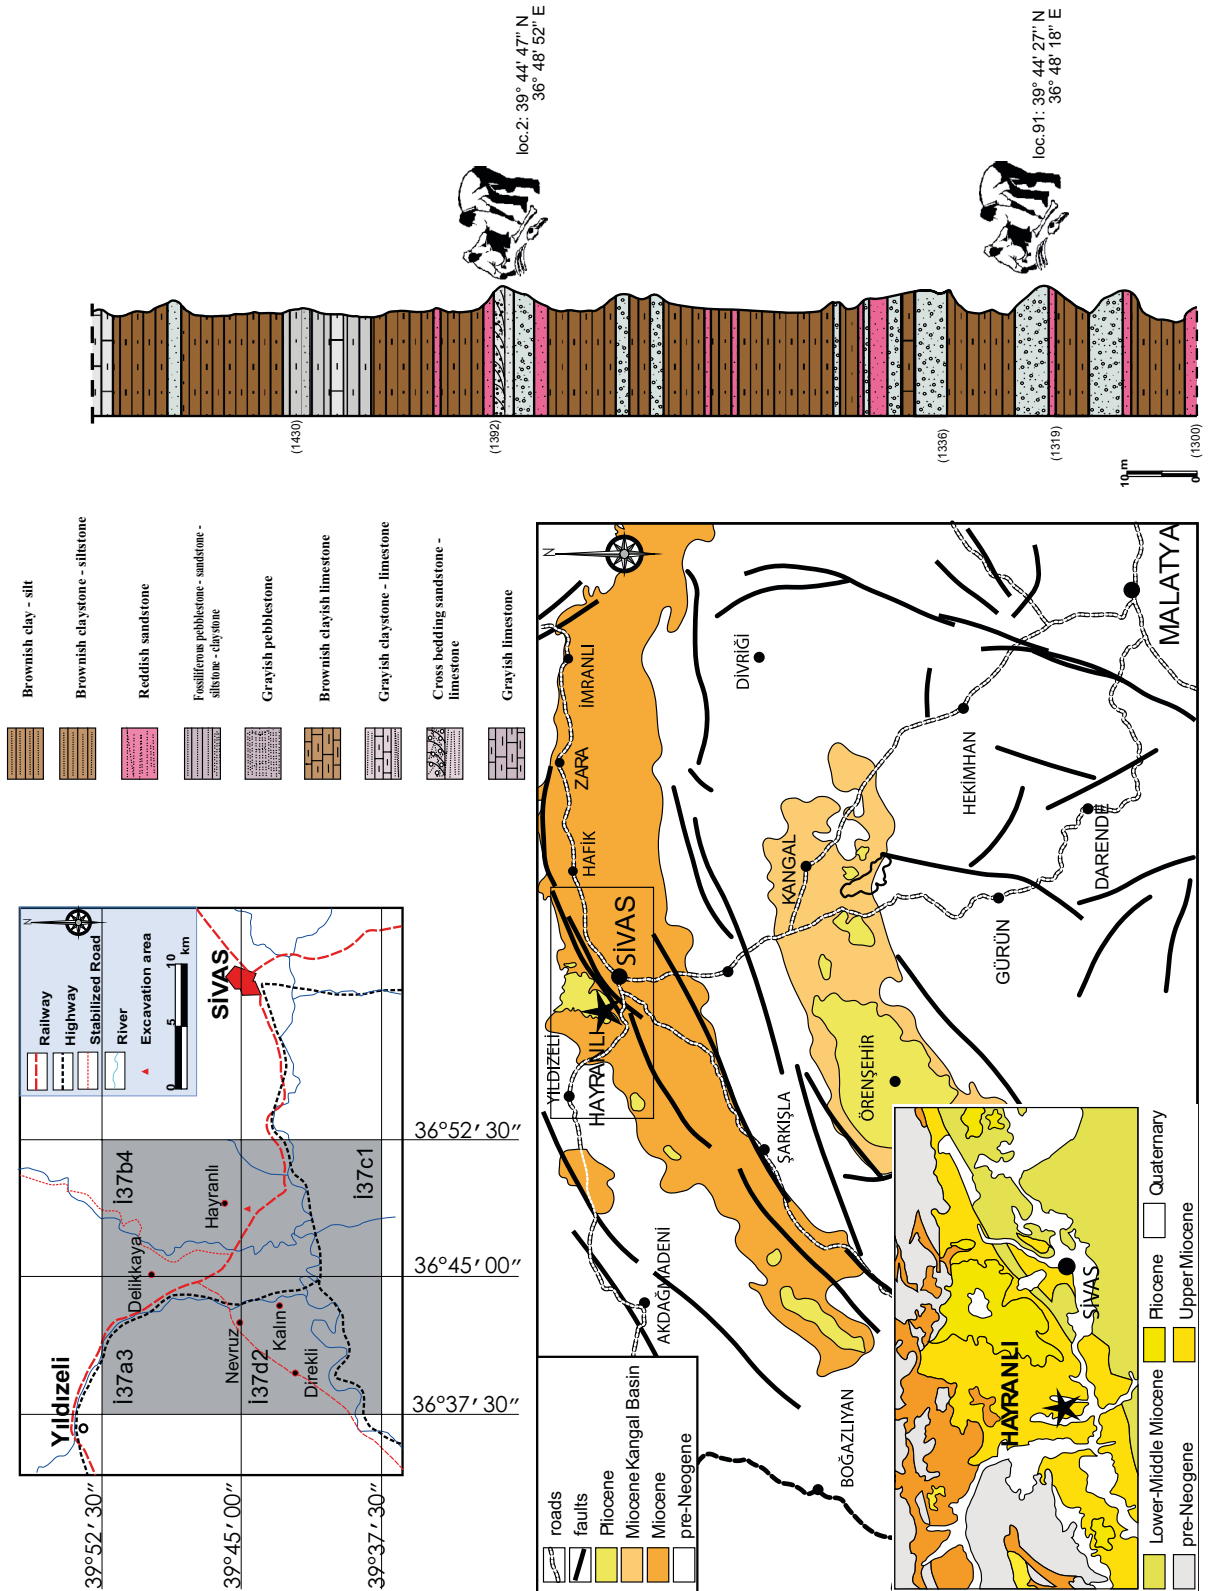 Yıldızeli
SİVAS
Delikkaya
Hayranlı
Nevruz
Kalın
Direkli
İ37a3
İ37b4
İ37d2
İ37c1
39°52′ 30″
39°45′ 00″
39°37′ 30″
36°37′ 30″
36°45′ 00″
36°52′ 30″
N
Railway
Highway
Stabilized Road
River
Excavation area
0 5 10
km
Brownish clay - silt
Brownish claystone - siltstone
Reddish sandstone
Fossiliferous pebblestone - sandstone -
siltstone - claystone
Grayish pebblestone
Brownish clayish limestone
Grayish claystone - limestone
Cross bedding sandstone -
limestone
Grayish limestone
(1430)
(1392)
(1336)
(1319)
(1300)
10 m
0
loc.2: 39° 44' 47'' N
36° 48' 52'' E
loc.91: 39° 44' 27'' N
36° 48' 18'' E
N
YILDIZELİ
HAYRANLI
SİVAS
HAFİK
ZARA
İMRANLI
AKDAĞMADENİ
ŞARKIŞLA
BOĞAZLIYAN
ÖRENŞEHİR
KANGAL
DİVRİĞİ
HEKİMHAN
GÜRÜN
DARENDE
MALATYA
roads
faults
Pliocene
Miocene Kangal Basin
Miocene
pre-Neogene
HAYRANLI
SİVAS
Lower-Middle Miocene
Pliocene
Quaternary
pre-Neogene
Upper Miocene